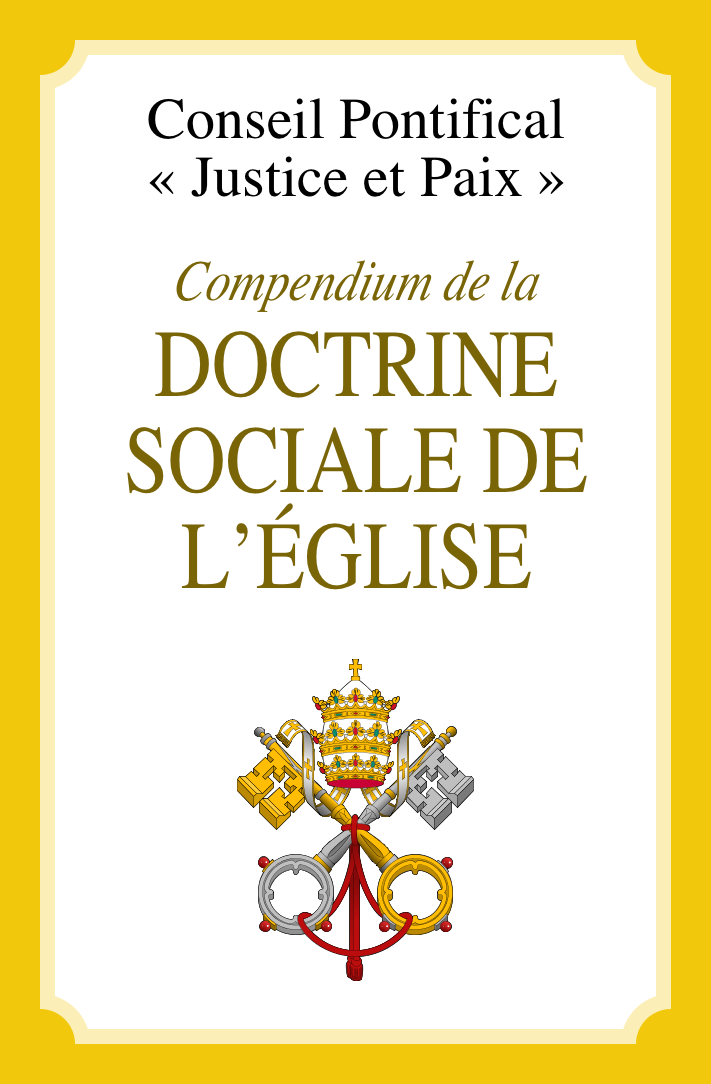 Conseil Pontifical
« Justice et Paix »
Compendium de la
DOCTRINE
SOCIALE DE
L’ÉGLISE